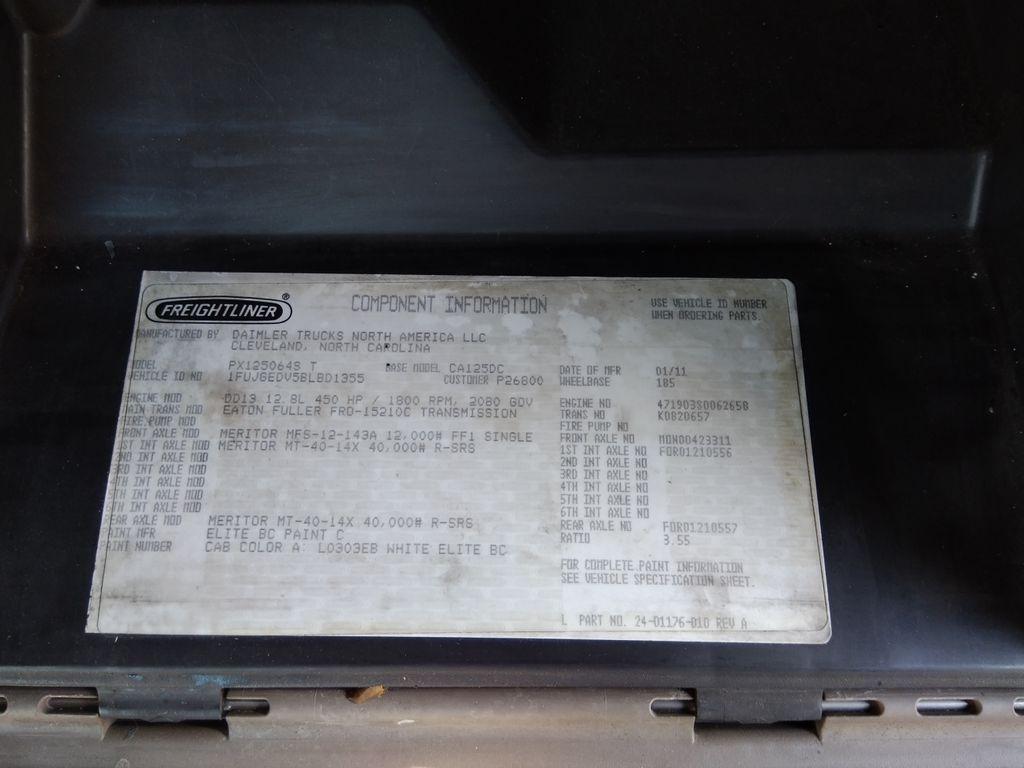 FREIGHTLINER®
COMPONENT INFORMATION
USE VEHICLE ID NUMBER
WHEN ORDERING PARTS.
MANUFACTURED BY DAIMLER TRUCKS NORTH AMERICA LLC
CLEVELAND, NORTH CAROLINA
MODEL PX125064S T BASE MODEL CA125DC
VEHICLE ID NO 1FUJGEDV5BLBD1355 CUSTOMER P26800
DATE OF MFR 01/11
WHEELBASE 185
ENGINE MOD DD13 12.8L 450 HP / 1800 RPM, 2080 GOV
MAIN TRANS MOD EATON FULLER FRO-15210C TRANSMISSION
FIRE PUMP MOD
FRONT AXLE MOD MERITOR MFS-12-143A 12,000# FF1 SINGLE
1ST INT AXLE MOD MERITOR MT-40-14X 40,000# R-SRS
2ND INT AXLE MOD
3RD INT AXLE MOD
4TH INT AXLE MOD
5TH INT AXLE MOD
6TH INT AXLE MOD
REAR AXLE MOD MERITOR MT-40-14X 40,000# R-SRS
PAINT MFR ELITE BC PAINT C
PAINT NUMBER CAB COLOR A: L0303EB WHITE ELITE BC
ENGINE NO 471903S0062658
TRANS NO K0820657
FIRE PUMP NO
FRONT AXLE NO MON00423311
1ST INT AXLE NO FOR01210556
2ND INT AXLE NO
3RD INT AXLE NO
4TH INT AXLE NO
5TH INT AXLE NO
6TH INT AXLE NO
REAR AXLE NO FOR01210557
RATIO 3.55
FOR COMPLETE PAINT INFORMATION
SEE VEHICLE SPECIFICATION SHEET.
L PART NO. 24-01176-010 REV A